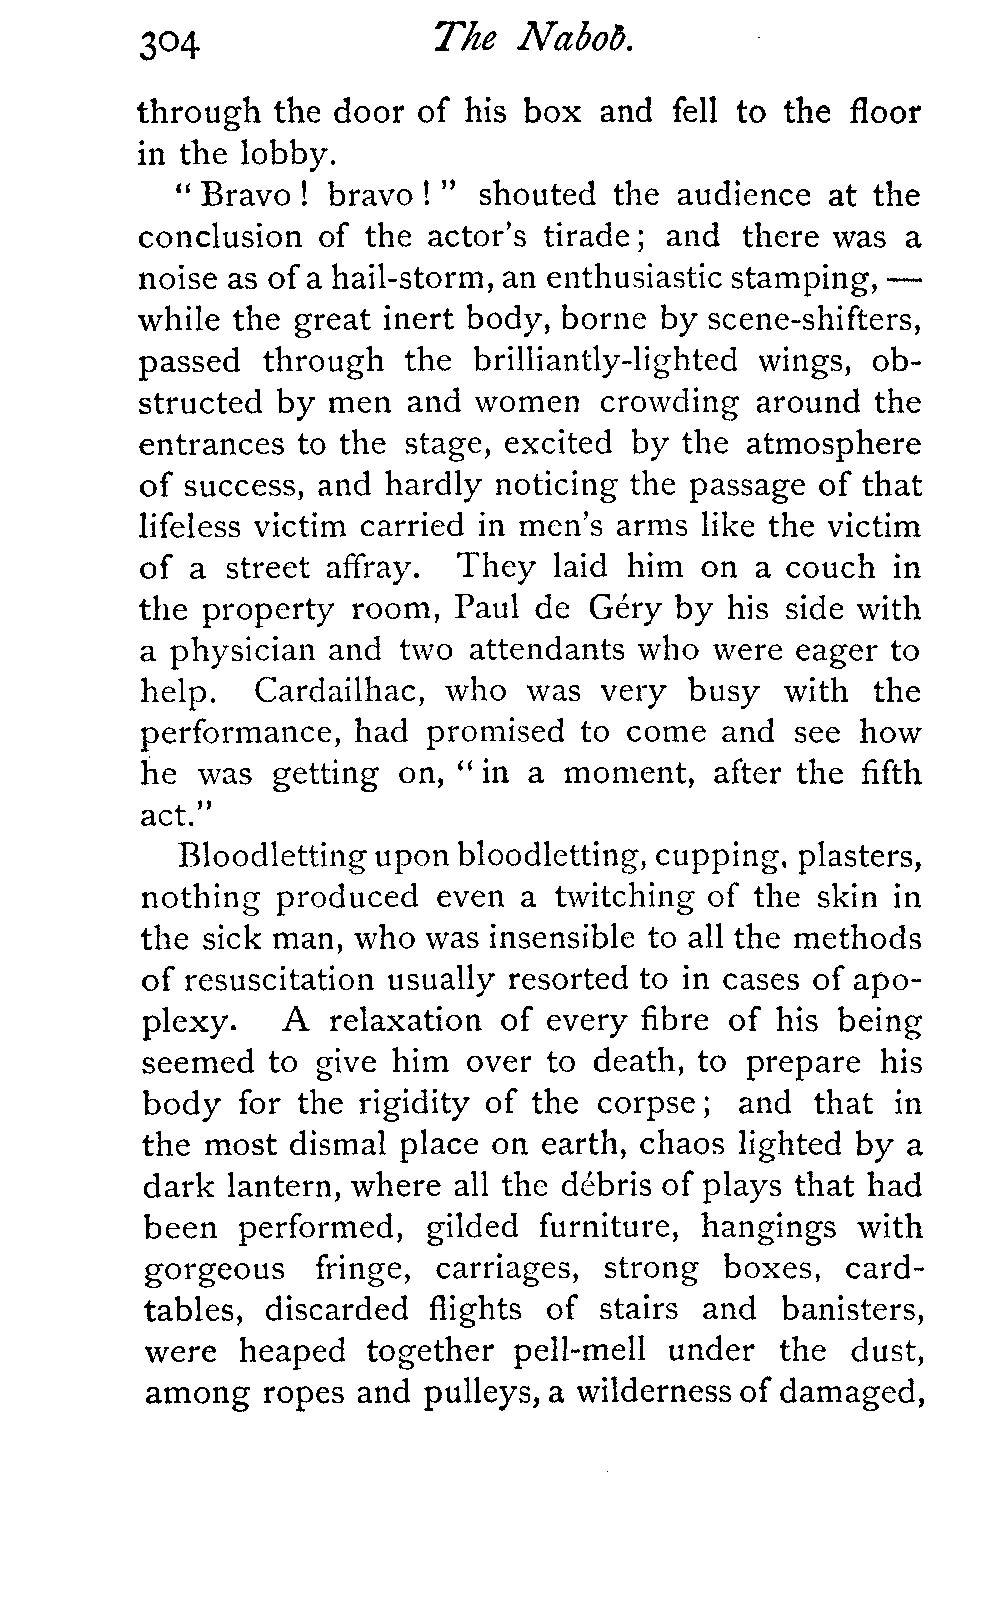 304 The Nabob.
through the door of his box and fell to the floor
in the lobby.
“ Bravo ! bravo ! ” shouted the audience at the
conclusion of the actor’s tirade ; and there was a
noise as of a hail-storm, an enthusiastic stamping, —
while the great inert body, borne by scene-shifters,
passed through the brilliantly-lighted wings, ob-
structed by men and women crowding around the
entrances to the stage, excited by the atmosphere
of success, and hardly noticing the passage of that
lifeless victim carried in men’s arms like the victim
of a street affray. They laid him on a couch in
the property room, Paul de Géry by his side with
a physician and two attendants who were eager to
help. Cardailhac, who was very busy with the
performance, had promised to come and see how
he was getting on, “ in a moment, after the fifth
act.”
Bloodletting upon bloodletting, cupping, plasters,
nothing produced even a twitching of the skin in
the sick man, who was insensible to all the methods
of resuscitation usually resorted to in cases of apo-
plexy. A relaxation of every fibre of his being
seemed to give him over to death, to prepare his
body for the rigidity of the corpse ; and that in
the most dismal place on earth, chaos lighted by a
dark lantern, where all the débris of plays that had
been performed, gilded furniture, hangings with
gorgeous fringe, carriages, strong boxes, card-
tables, discarded flights of stairs and banisters,
were heaped together pell-mell under the dust,
among ropes and pulleys, a wilderness of damaged,